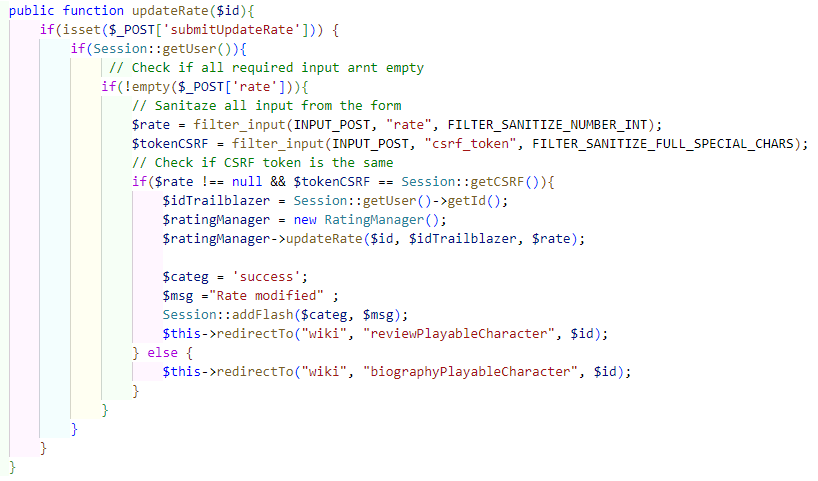 public function updateRate($id){
if(isset($_POST['submitUpdateRate'])) {
if(Session::getUser()){
// Check if all required input arnt empty
if(!empty($_POST['rate'])){
// Sanitaze all input from the form
$rate = filter_input(INPUT_POST, "rate", FILTER_SANITIZE_NUMBER_INT);
$tokenCSRF = filter_input(INPUT_POST, "csrf_token", FILTER_SANITIZE_FULL_SPECIAL_CHARS);
// Check if CSRF token is the same
if($rate !== null && $tokenCSRF == Session::getCSRF()){
$idTrailblazer = Session::getUser()->getId();
$ratingManager = new RatingManager();
$ratingManager->updateRate($id, $idTrailblazer, $rate);
$categ = 'success';
$msg ="Rate modified" ;
Session::addFlash($categ, $msg);
$this->redirectTo("wiki", "reviewPlayableCharacter", $id);
} else {
$this->redirectTo("wiki", "biographyPlayableCharacter", $id);
}
}
}
}
}